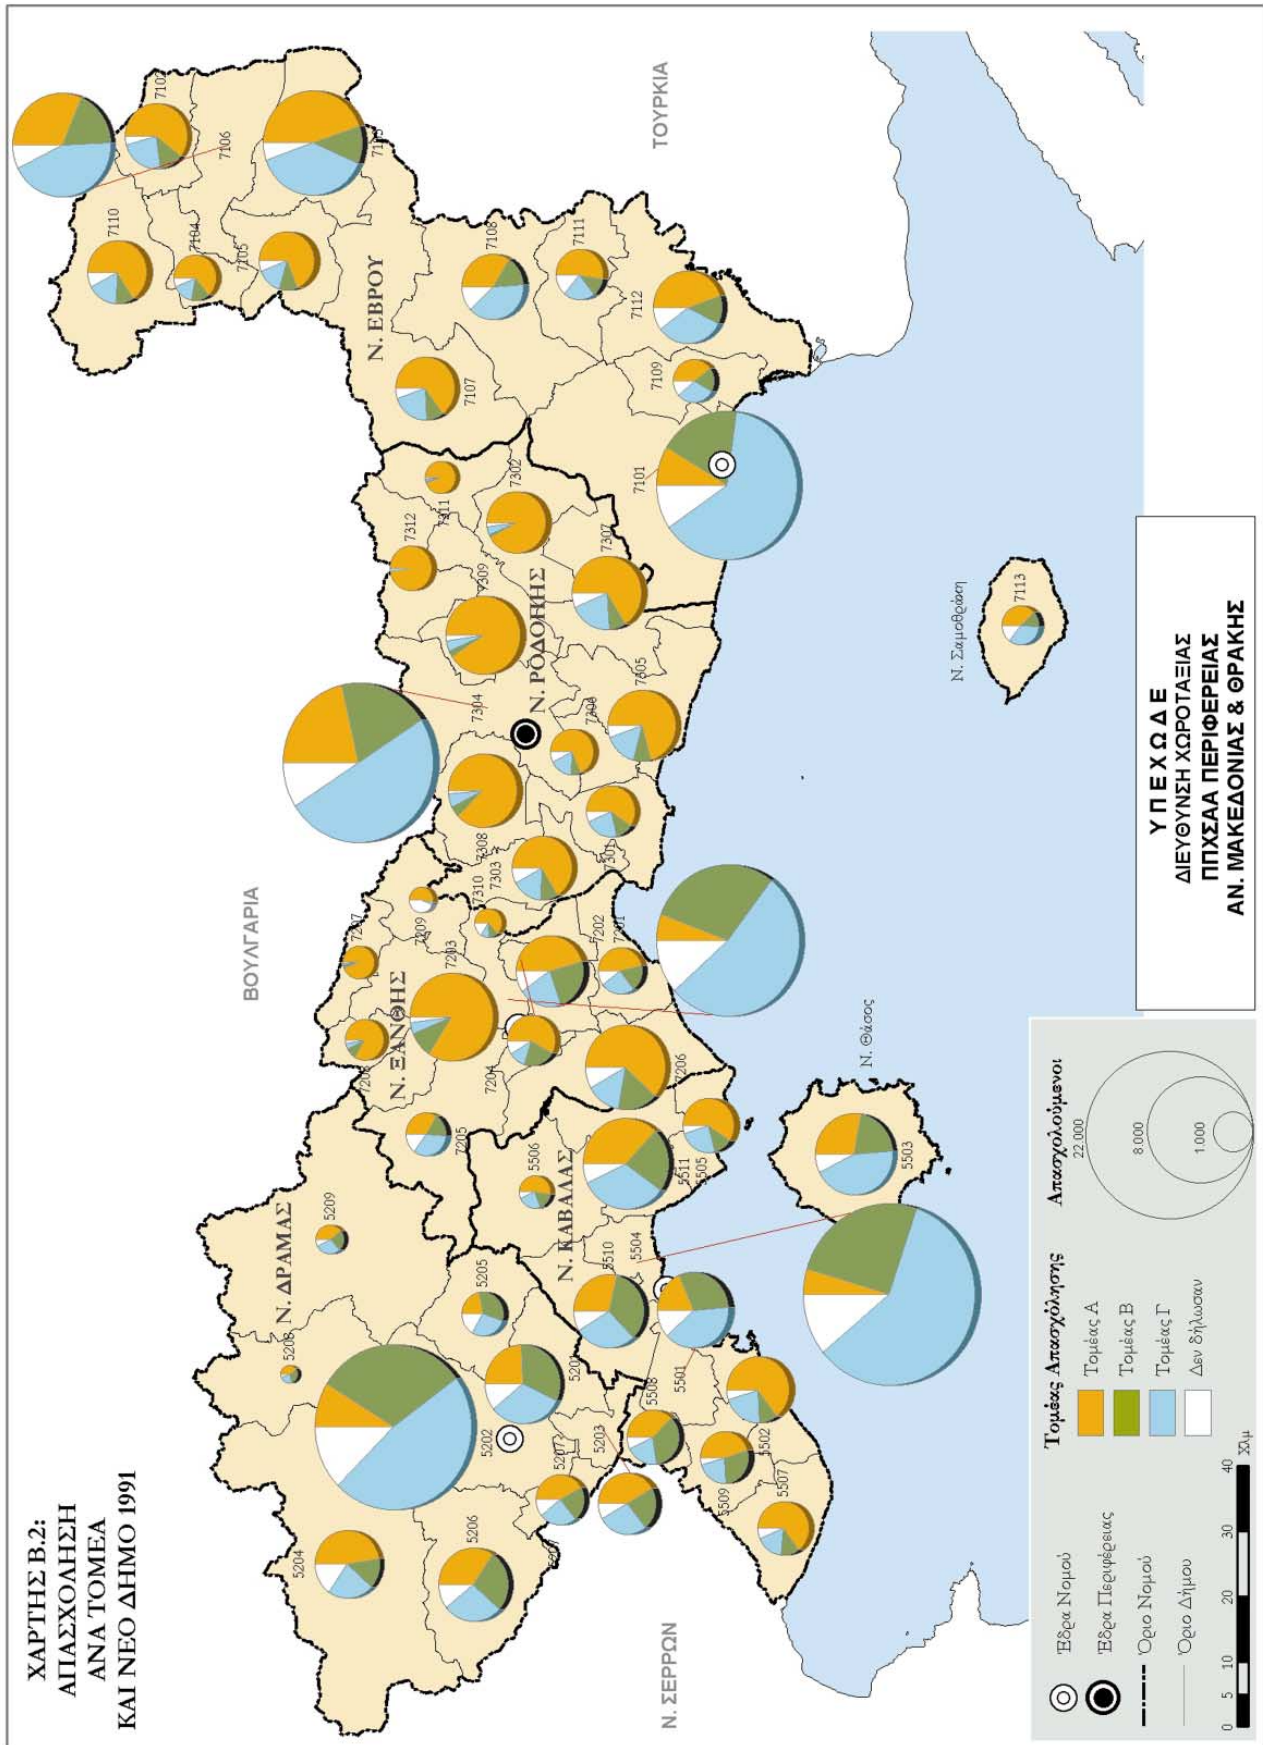 ΧΑΡΤΗΣ Β.2:
ΑΠΑΣΧΟΛΗΣΗ
ΑΝΑ ΤΟΜΕΑ
ΚΑΙ ΝΕΟ ΔΗΜΟ 1991
ΒΟΥΛΓΑΡΙΑ
ΤΟΥΡΚΙΑ
Ν. ΣΕΡΡΩΝ
Ν. ΔΡΑΜΑΣ
5204
5206
5208
5209
5202
5205
5201
5207
5203
Ν. ΚΑΒΑΛΑΣ
5506
5510
5504
5511
5505
5508
5501
5509
5502
5507
Ν. Θάσος
5503
Ν. ΞΑΝΘΗΣ
7207
7209
7203
7204
7205
7202
7201
7206
Ν. ΡΟΔΟΠΗΣ
7312
7311
7302
7309
7307
7304
7305
7306
7308
7303
7310
7301
Ν. ΕΒΡΟΥ
7110
7104
7105
7102
7106
7103
7107
7108
7111
7112
7109
7101
Ν. Σαμοθράκη
7113
Έδρα Νομού
Έδρα Περιφέρειας
Όριο Νομού
Όριο Δήμου
0 5 10 20 30 40 Χλμ
Τομέας Απασχόλησης
Τομέας Α
Τομέας Β
Τομέας Γ
Δεν δήλωσαν
Απασχολούμενοι
22.000
8.000
1.000
ΥΠΕΧΩΔΕ
ΔΙΕΥΘΥΝΣΗ ΧΩΡΟΤΑΞΙΑΣ
ΠΠΧΣΑΑ ΠΕΡΙΦΕΡΕΙΑΣ
ΑΝ. ΜΑΚΕΔΟΝΙΑΣ & ΘΡΑΚΗΣ